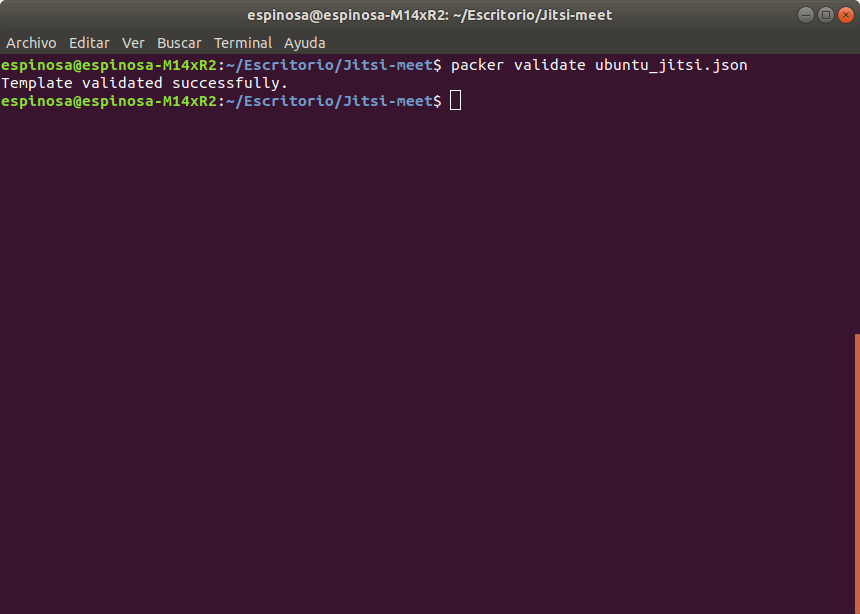 espinosa@espinosa-M14xR2: ~/Escritorio/Jitsi-meet
Archivo Editar Ver Buscar Terminal Ayuda
espinosa@espinosa-M14xR2:~/Escritorio/Jitsi-meet$ packer validate ubuntu_jitsi.json
Template validated successfully.
espinosa@espinosa-M14xR2:~/Escritorio/Jitsi-meet$